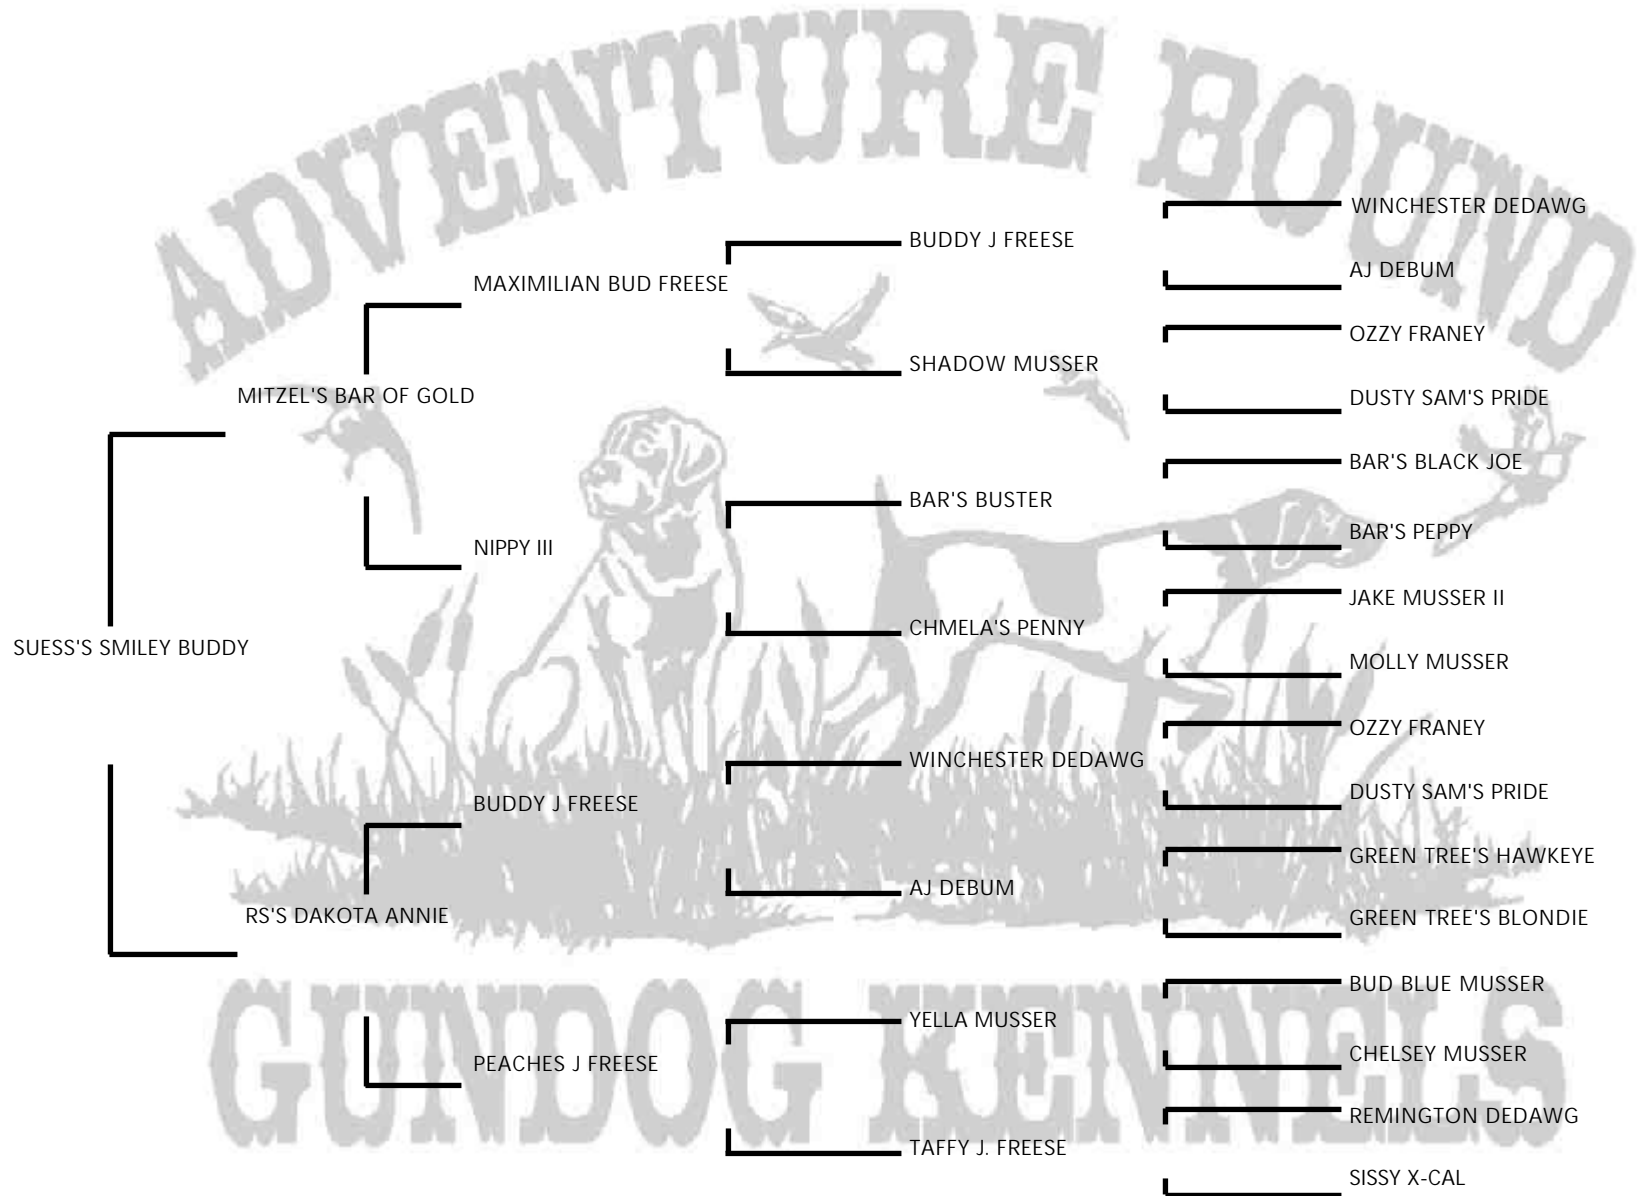 ADVENTURE BOUND
WINCHESTER DEDAWG
BUDDY J FREESE
AJ DEBUM
MAXIMILIAN BUD FREESE
OZZY FRANEY
SHADOW MUSSER
MITZEL'S BAR OF GOLD
DUSTY SAM'S PRIDE
BAR'S BLACK JOE
BAR'S BUSTER
BAR'S PEPPY
NIPPY III
JAKE MUSSER II
CHMELA'S PENNY
SUESS'S SMILEY BUDDY
MOLLY MUSSER
OZZY FRANEY
WINCHESTER DEDAWG
DUSTY SAM'S PRIDE
BUDDY J FREESE
GREEN TREE'S HAWKEYE
AJ DEBUM
RS'S DAKOTA ANNIE
GREEN TREE'S BLONDIE
BUD BLUE MUSSER
YELLA MUSSER
CHELSEY MUSSER
PEACHES J FREESE
REMINGTON DEDAWG
TAFFY J. FREESE
SISSY X-CAL
GUNDOG KENNELS